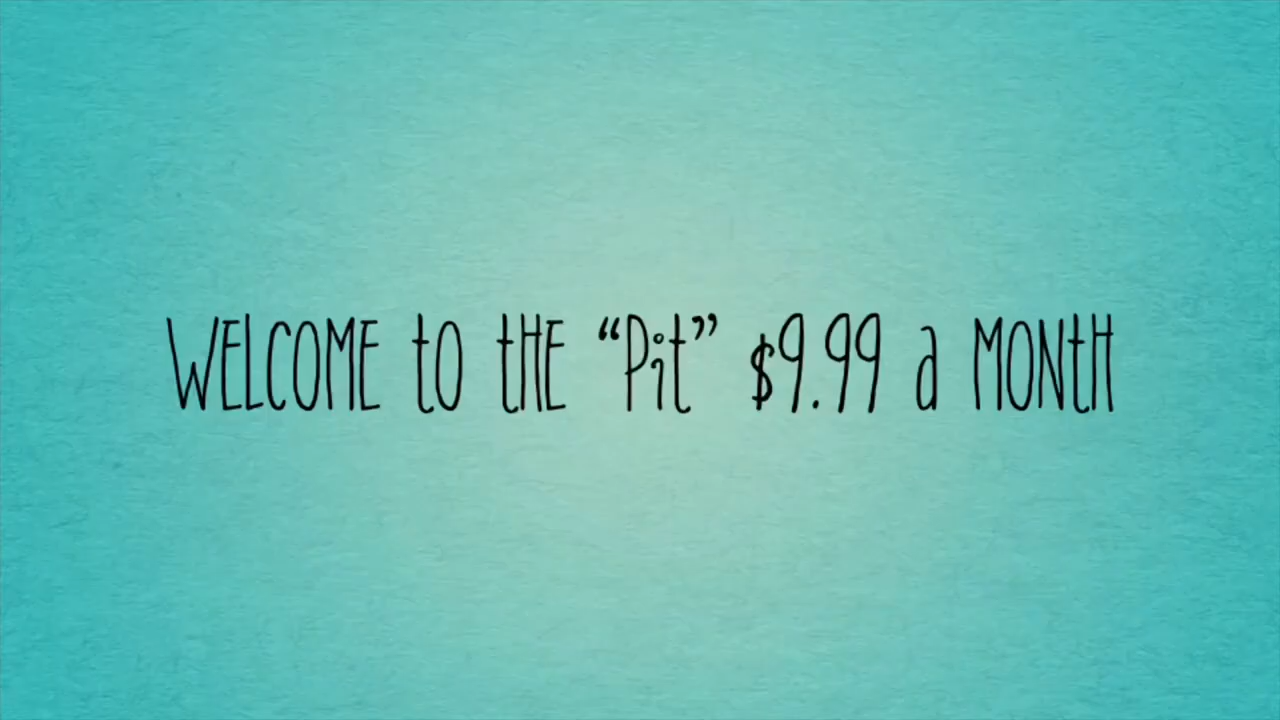 WELCOME to tHE “Pit” $9.99 a MONtH